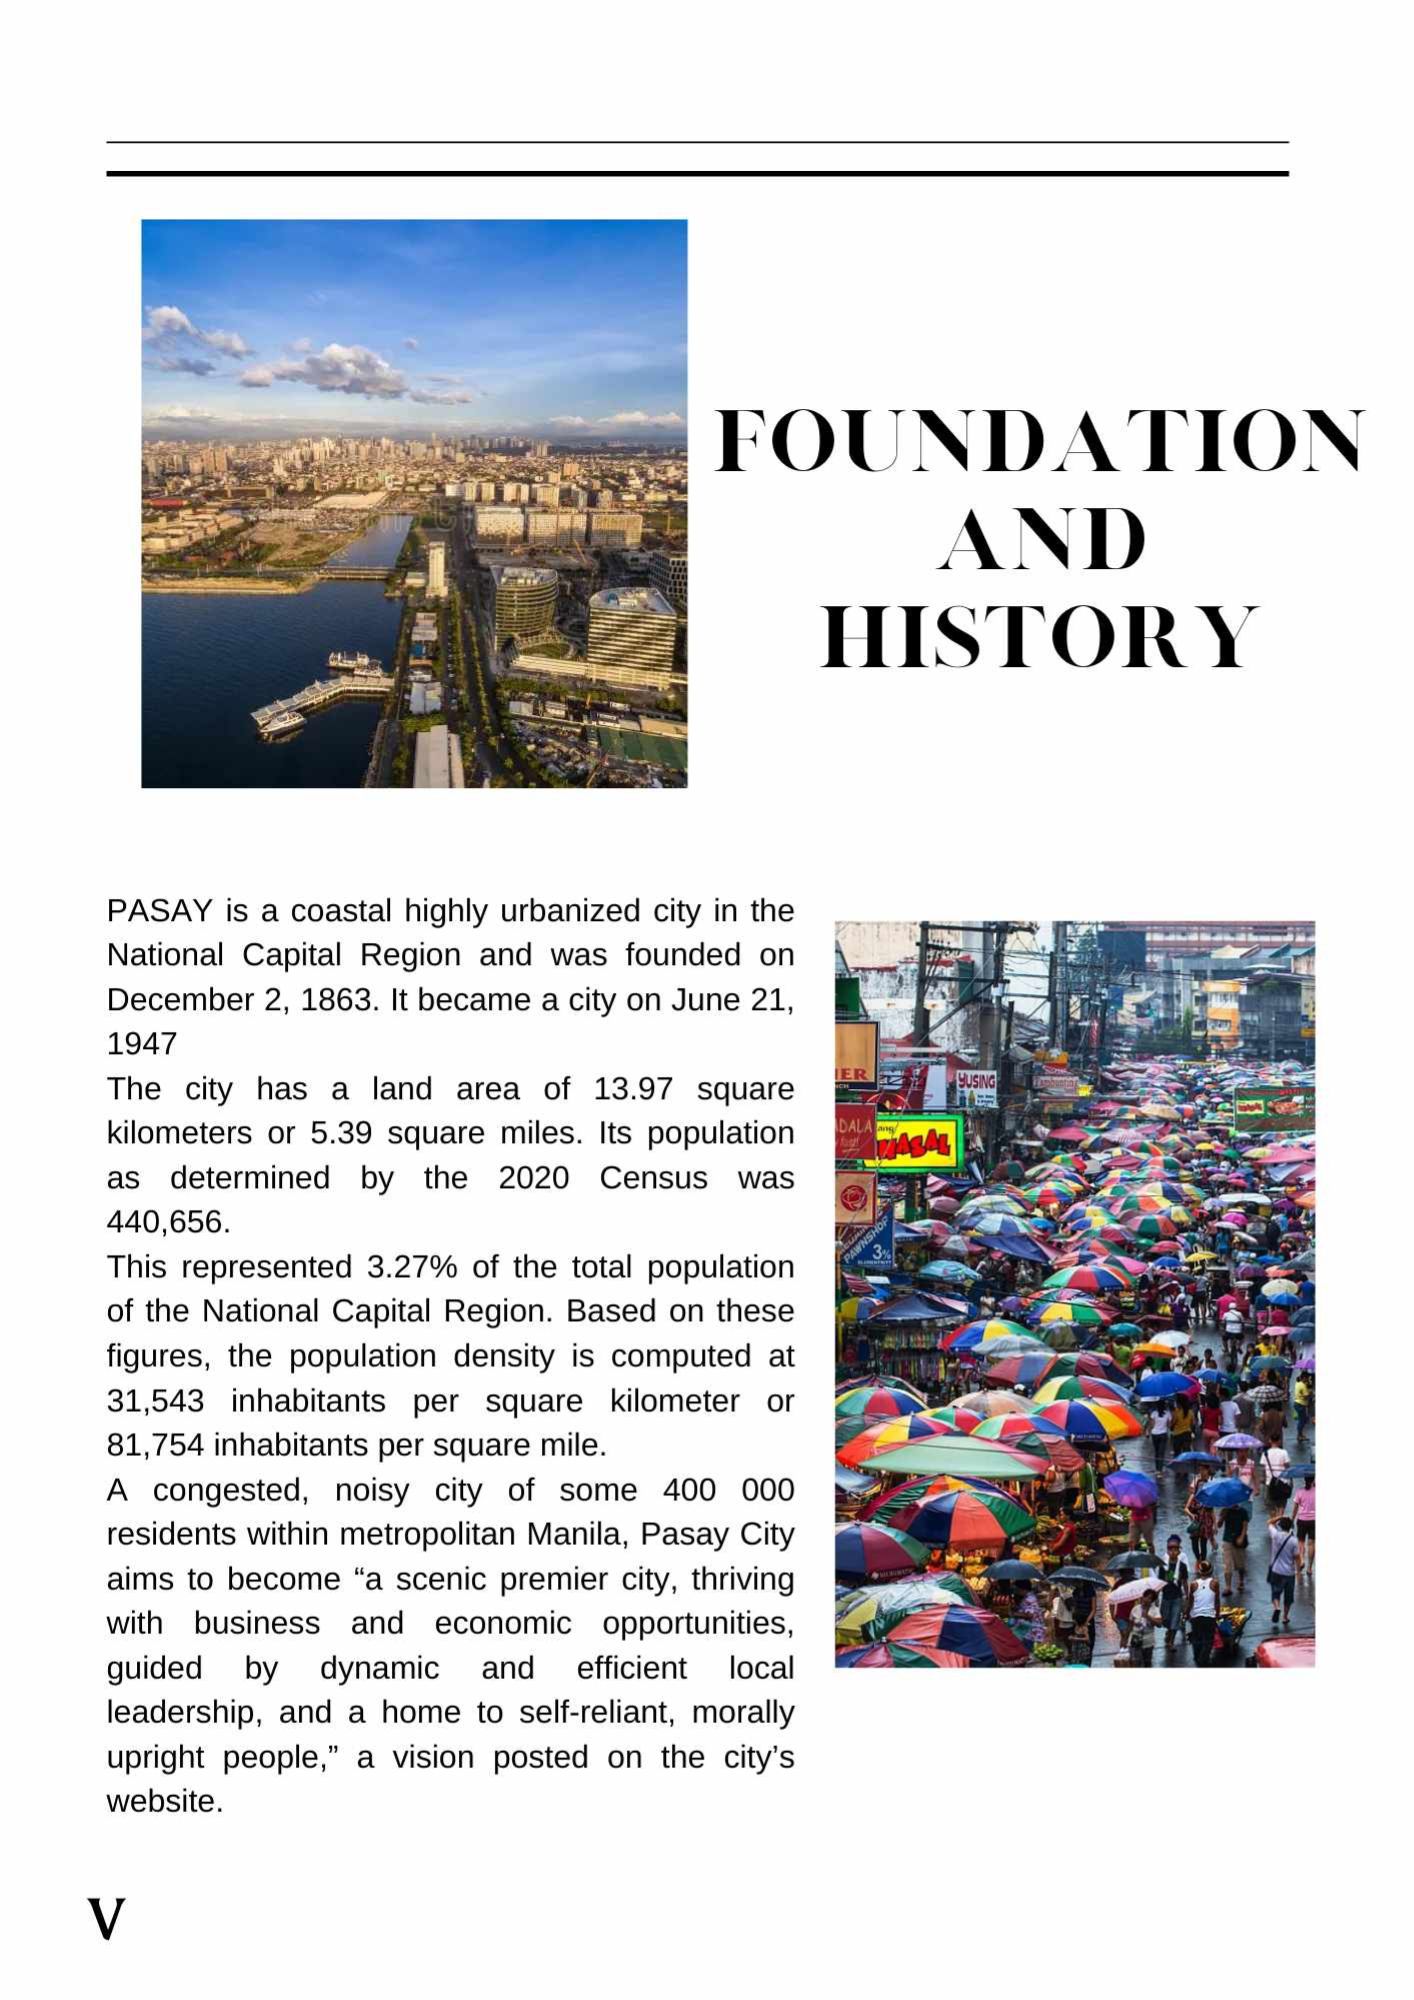 FOUNDATION
AND
HISTORY
PASAY is a coastal highly urbanized city in the
National Capital Region and was founded on
December 2, 1863. It became a city on June 21,
1947
The city has a land area of 13.97 square
kilometers or 5.39 square miles. Its population
as determined by the 2020 Census was
440,656.
This represented 3.27% of the total population
of the National Capital Region. Based on these
figures, the population density is computed at
31,543 inhabitants per square kilometer or
81,754 inhabitants per square mile.
A congested, noisy city of some 400 000
residents within metropolitan Manila, Pasay City
aims to become “a scenic premier city, thriving
with business and economic opportunities,
guided by dynamic and efficient local
leadership, and a home to self-reliant, morally
upright people,” a vision posted on the city’s
website.
YUSING
PAWNSHOP
3%
V